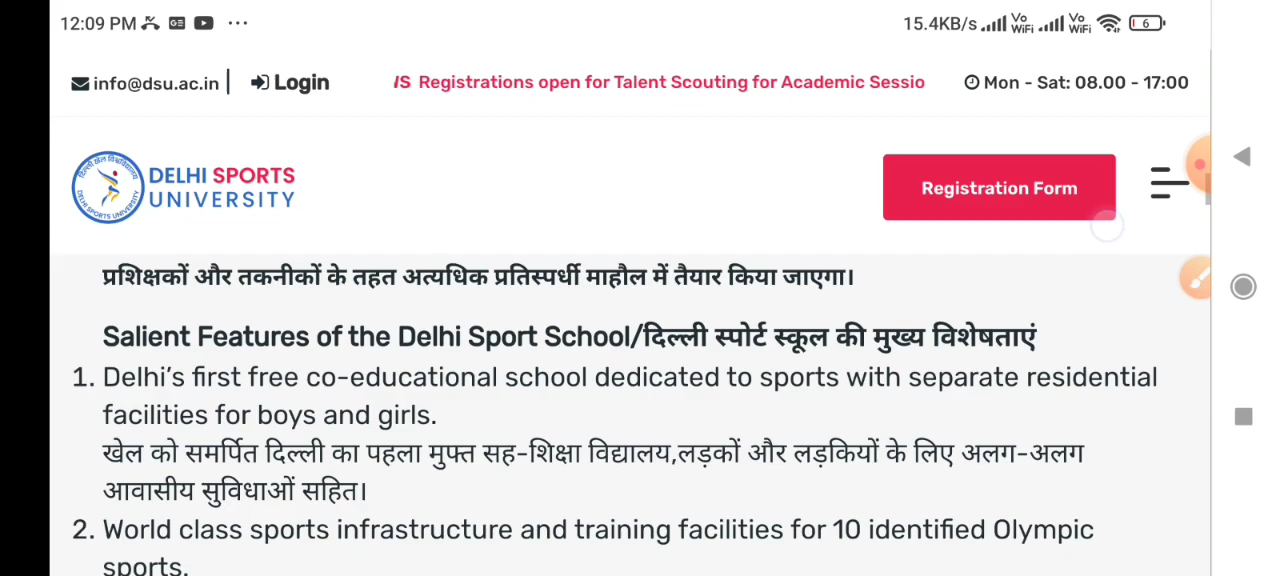 12:09 PM
15.4KB/s Vo WiFi Vo WiFi 6
info@dsu.ac.in | Login
IS Registrations open for Talent Scouting for Academic Sessio
Mon - Sat: 08.00 - 17:00
DELHI SPORTS
UNIVERSITY
Registration Form
प्रशिक्षकों और तकनीकों के तहत अत्यधिक प्रतिस्पर्धी माहौल में तैयार किया जाएगा।
Salient Features of the Delhi Sport School/दिल्ली स्पोर्ट स्कूल की मुख्य विशेषताएं
1. Delhi's first free co-educational school dedicated to sports with separate residential
facilities for boys and girls.
खेल को समर्पित दिल्ली का पहला मुफ्त सह-शिक्षा विद्यालय,लड़कों और लड़कियों के लिए अलग-अलग
आवासीय सुविधाओं सहित।
2. World class sports infrastructure and training facilities for 10 identified Olympic
sports.